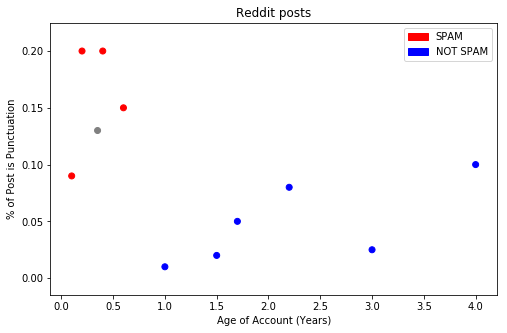 Reddit posts
SPAM
NOT SPAM
% of Post is Punctuation
0.20
0.15
0.10
0.05
0.00
0.0 0.5 1.0 1.5 2.0 2.5 3.0 3.5 4.0
Age of Account (Years)